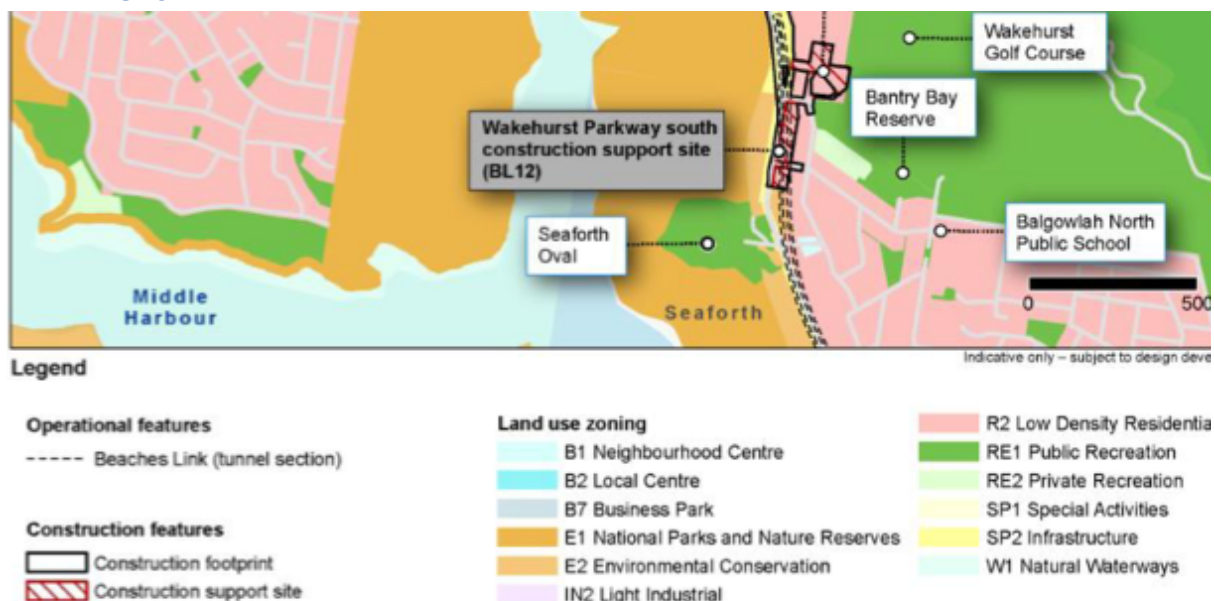 Wakehurst
Golf Course
Bantry Bay
Reserve
Wakehurst Parkway south
construction support site
(BL12)
Seaforth
Oval
Balgowlah North
Public School
Middle
Harbour
Seaforth
0 500
Indicative only – subject to design deve
Legend
Operational features
Beaches Link (tunnel section)
Construction features
Construction footprint
Construction support site
Land use zoning
B1 Neighbourhood Centre
B2 Local Centre
B7 Business Park
E1 National Parks and Nature Reserves
E2 Environmental Conservation
IN2 Light Industrial
R2 Low Density Residentia
RE1 Public Recreation
RE2 Private Recreation
SP1 Special Activities
SP2 Infrastructure
W1 Natural Waterways